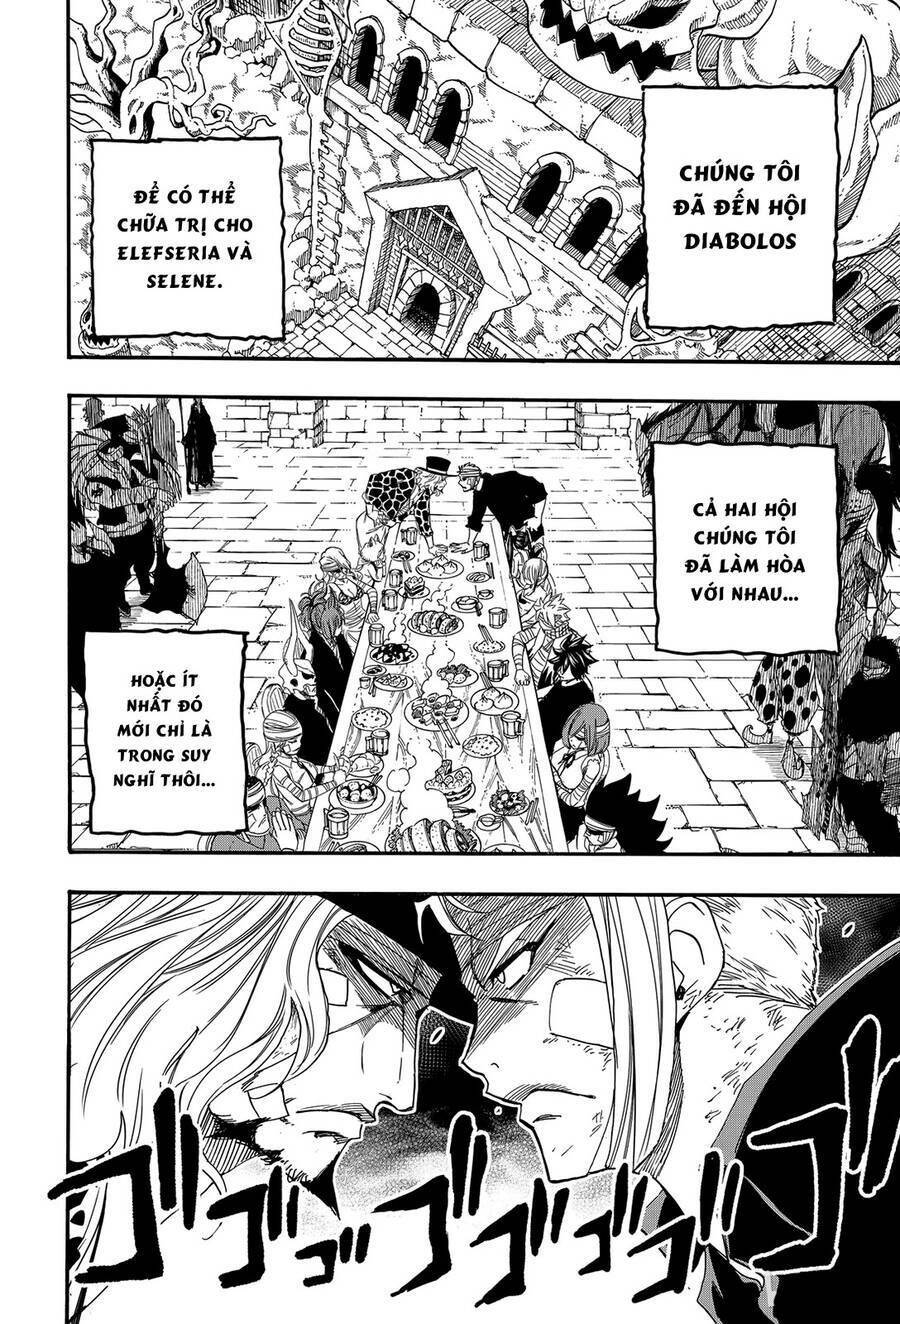 CHÚNG TÔI
ĐÃ ĐẾN HỘI
DIABOLOS
ĐỂ CÓ THỂ
CHỮA TRỊ CHO
ELEFSERIA VÀ
SELENE.
CẢ HAI HỘI
CHÚNG TÔI
ĐÃ LÀM HÒA
VỚI NHAU...
HOẶC ÍT
NHẤT ĐÓ
MỚI CHỈ LÀ
TRONG SUY
NGHĨ THÔI...
ゴゴゴゴゴゴゴゴゴ